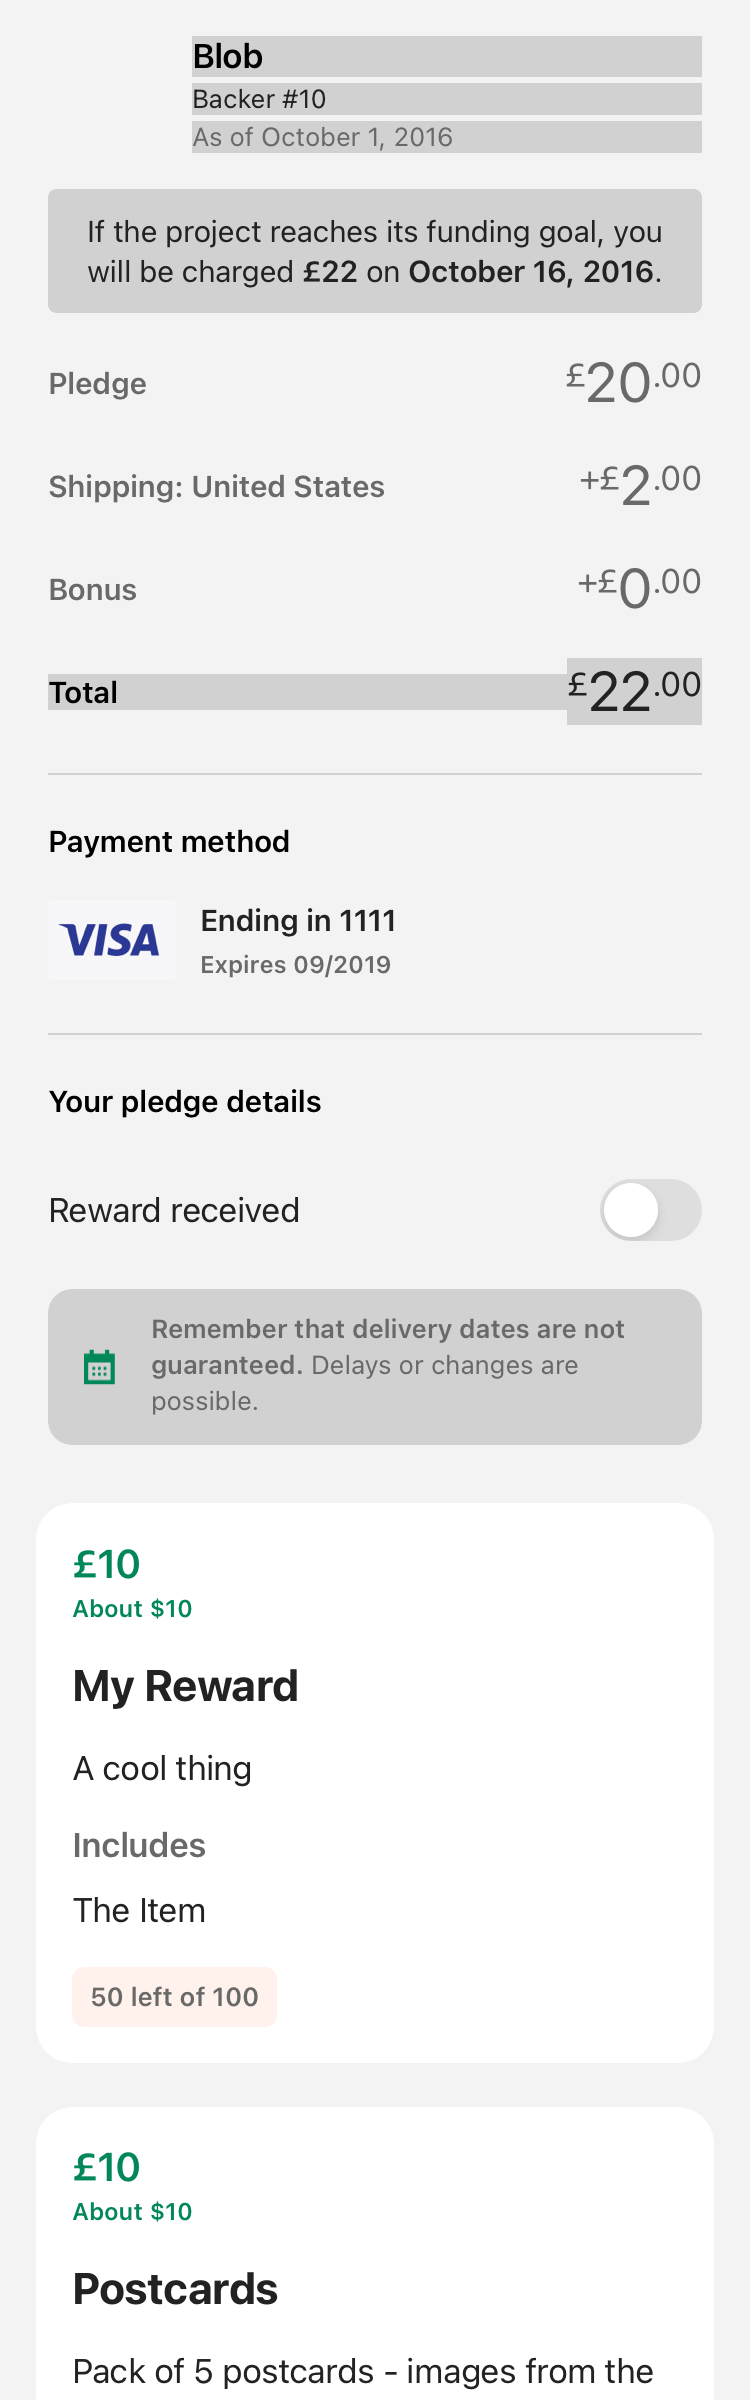 Blob
Backer #10
As of October 1, 2016
If the project reaches its funding goal, you
will be charged £22 on October 16, 2016.
Pledge £20.00
Shipping: United States +£2.00
Bonus +£0.00
Total £22.00
Payment method
VISA
Ending in 1111
Expires 09/2019
Your pledge details
Reward received
Remember that delivery dates are not
guaranteed. Delays or changes are
possible.
£10
About $10
My Reward
A cool thing
Includes
The Item
50 left of 100
£10
About $10
Postcards
Pack of 5 postcards - images from the